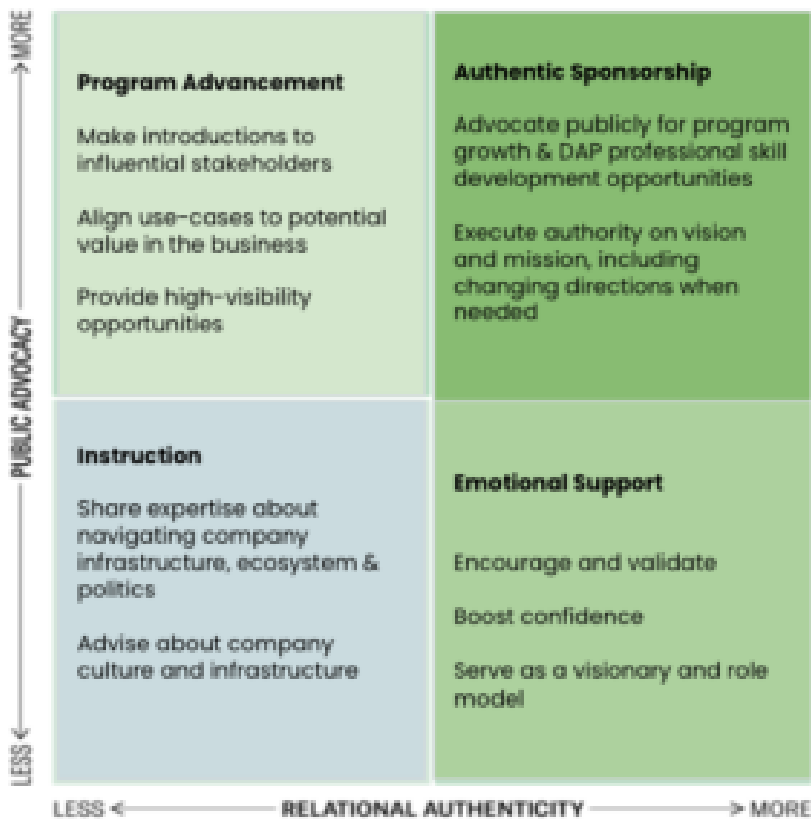 MORE
PUBLIC ADVOCACY
LESS
Program Advancement
Make introductions to
influential stakeholders
Align use-cases to potential
value in the business
Provide high-visibility
opportunities
Authentic Sponsorship
Advocate publicly for program
growth & DAP professional skill
development opportunities
Execute authority on vision
and mission, including
changing directions when
needed
Instruction
Share expertise about
navigating company
infrastructure, ecosystem &
politics
Advise about company
culture and infrastructure
Emotional Support
Encourage and validate
Boost confidence
Serve as a visionary and role
model
LESS
RELATIONAL AUTHENTICITY
MORE